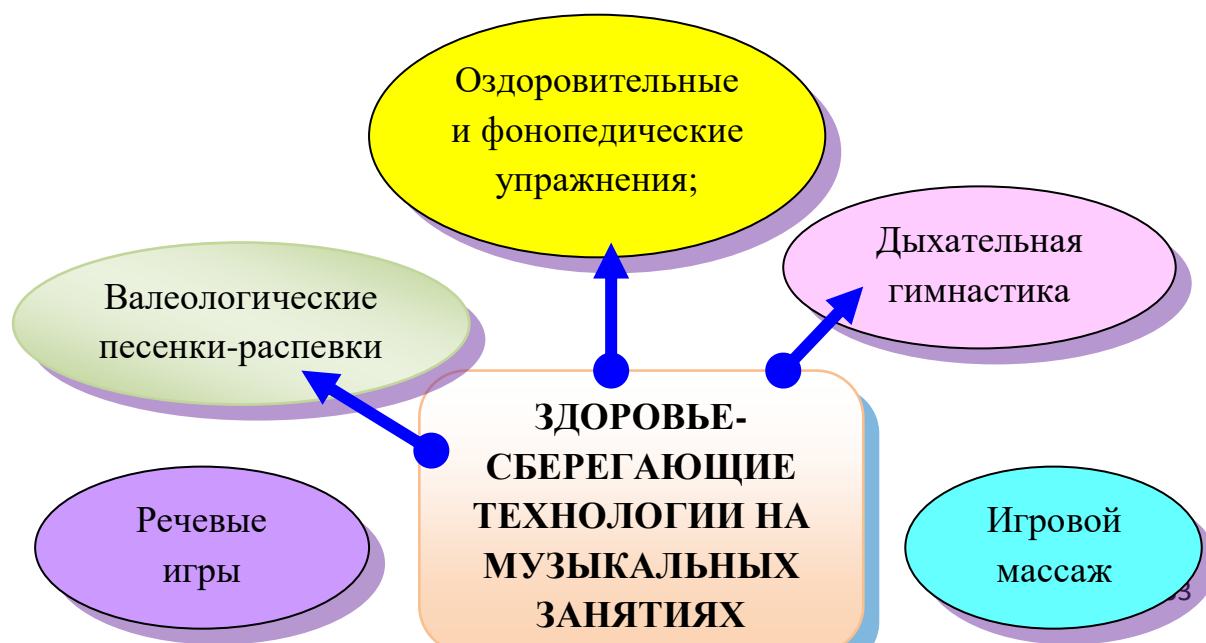 Оздоровительные
и фонопедические
упражнения;
Дыхательная
гимнастика
Валеологические
песенки-распевки
ЗДОРОВЬЕ-
СБЕРЕГАЮЩИЕ
ТЕХНОЛОГИИ НА
МУЗЫКАЛЬНЫХ
ЗАНЯТИЯХ
Речевые
игры
Игровой
массаж